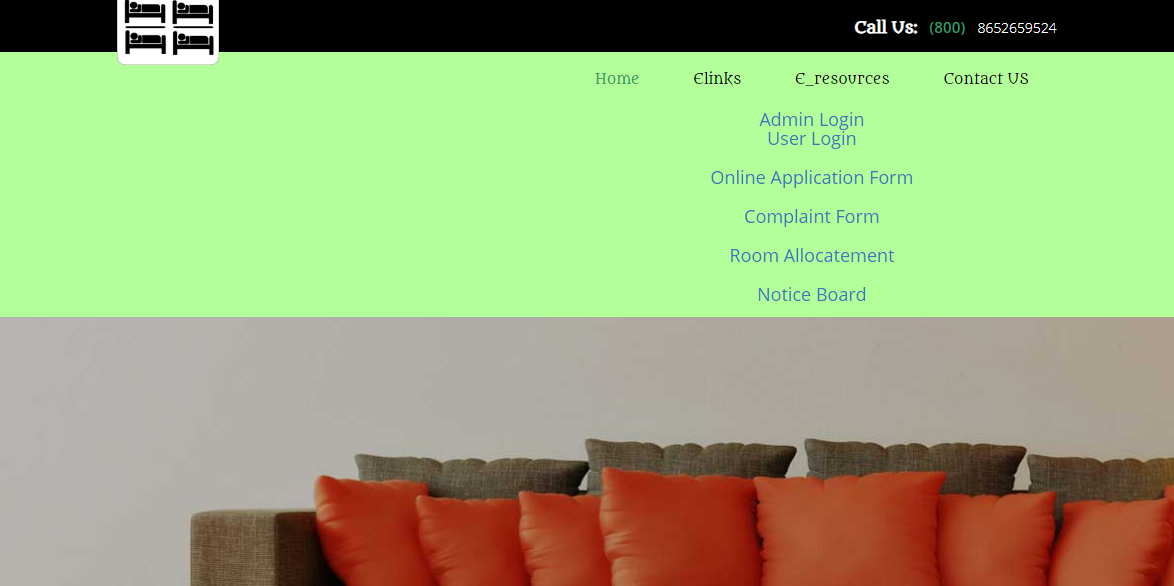 Call Us: (800) 8652659524
Home Elinks E_resources Contact US
Admin Login
User Login
Online Application Form
Complaint Form
Room Allocatement
Notice Board